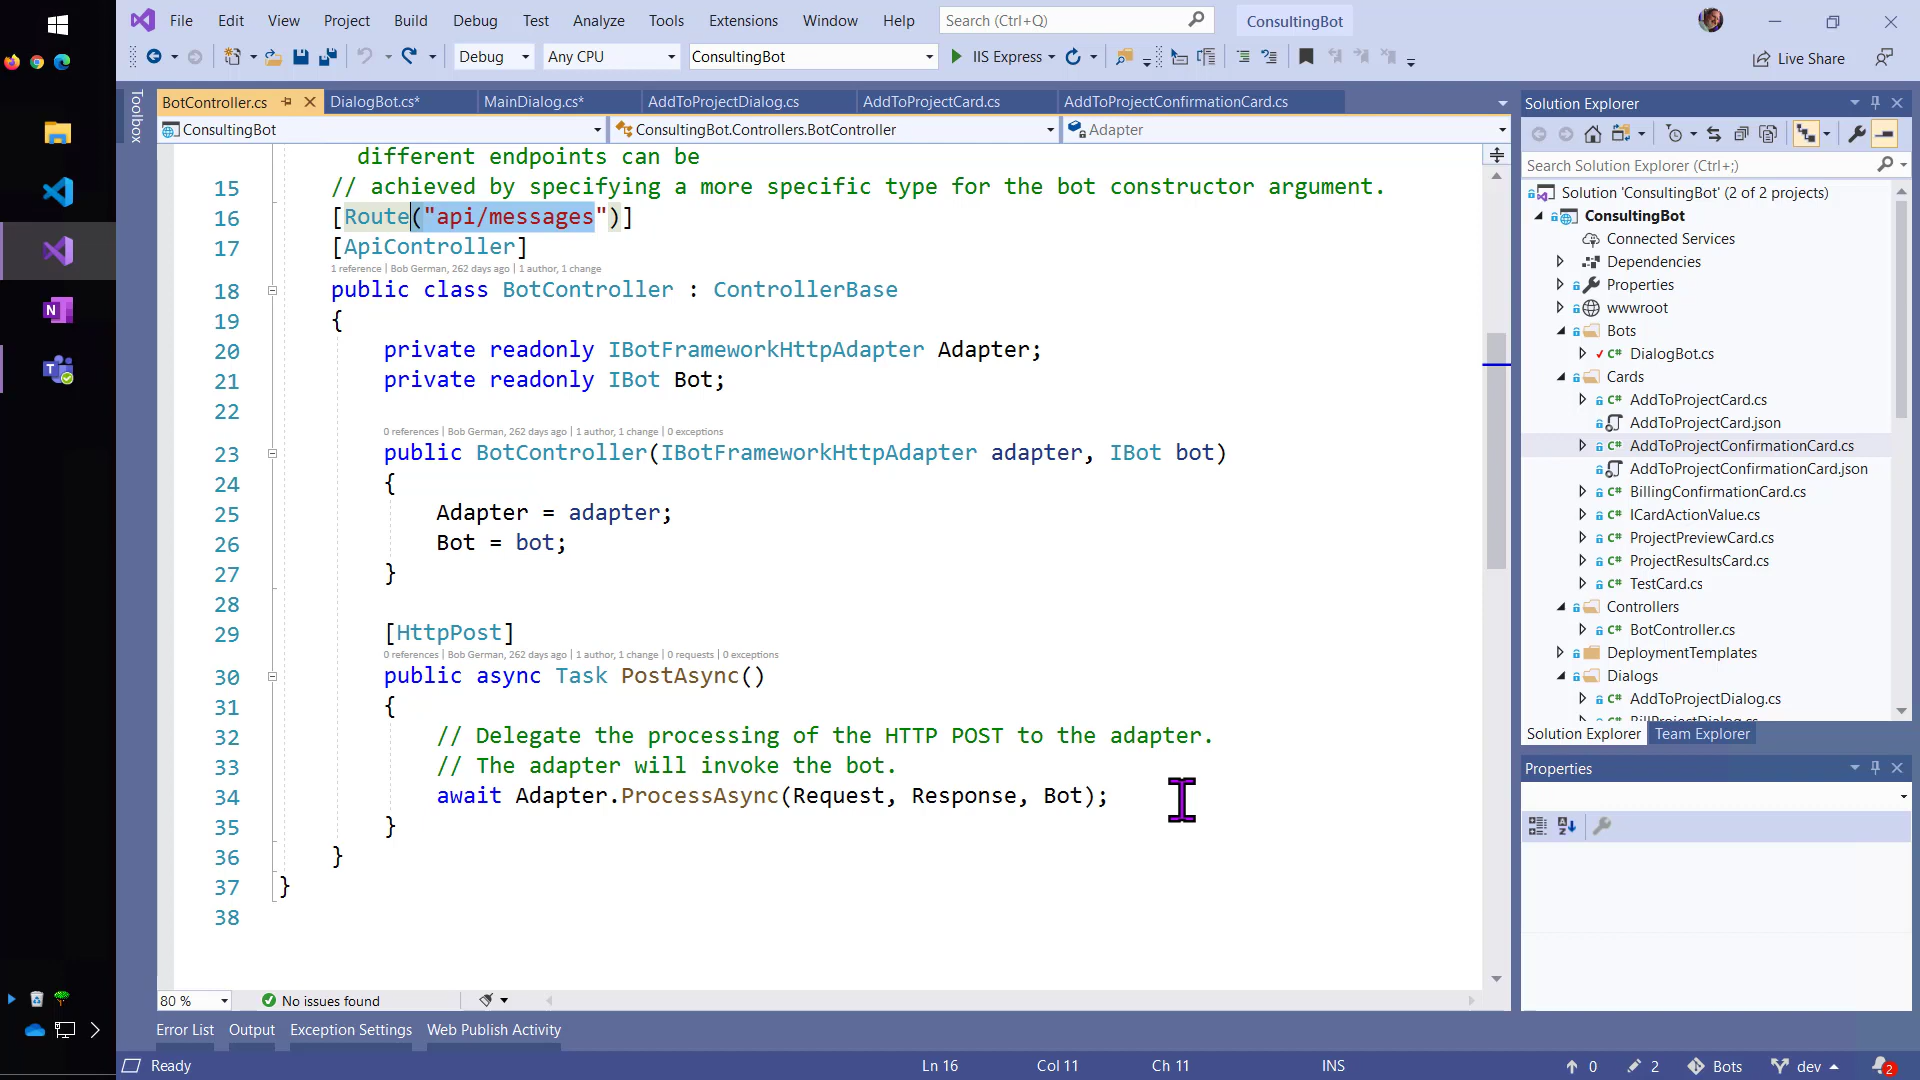 File Edit View Project Build Debug Test Analyze Tools Extensions Window Help Search (Ctrl+Q) ConsultingBot
Debug Any CPU ConsultingBot IIS Express Live Share
Toolbox
BotController.cs DialogBot.cs* MainDialog.cs* AddToProjectDialog.cs AddToProjectCard.cs AddToProjectConfirmationCard.cs
ConsultingBot ConsultingBot.Controllers.BotController Adapter
different endpoints can be
15 // achieved by specifying a more specific type for the bot constructor argument.
16 [Route("api/messages")]
17 [ApiController]
1 reference | Bob German, 262 days ago | 1 author, 1 change
18 public class BotController : ControllerBase
19 {
20 private readonly IBotFrameworkHttpAdapter Adapter;
21 private readonly IBot Bot;
22
0 references | Bob German, 262 days ago | 1 author, 1 change | 0 exceptions
23 public BotController(IBotFrameworkHttpAdapter adapter, IBot bot)
24 {
25 Adapter = adapter;
26 Bot = bot;
27 }
28
29 [HttpPost]
0 references | Bob German, 262 days ago | 1 author, 1 change | 0 requests | 0 exceptions
30 public async Task PostAsync()
31 {
32 // Delegate the processing of the HTTP POST to the adapter.
33 // The adapter will invoke the bot.
34 await Adapter.ProcessAsync(Request, Response, Bot);
35 }
36 }
37 }
38
80 % No issues found
Error List Output Exception Settings Web Publish Activity
Solution Explorer
Search Solution Explorer (Ctrl+;)
Solution 'ConsultingBot' (2 of 2 projects)
ConsultingBot
Connected Services
Dependencies
Properties
wwwroot
Bots
C# DialogBot.cs
Cards
C# AddToProjectCard.cs
AddToProjectCard.json
C# AddToProjectConfirmationCard.cs
AddToProjectConfirmationCard.json
C# BillingConfirmationCard.cs
C# ICardActionValue.cs
C# ProjectPreviewCard.cs
C# ProjectResultsCard.cs
C# TestCard.cs
Controllers
C# BotController.cs
DeploymentTemplates
Dialogs
C# AddToProjectDialog.cs
C# BillProjectDialog.cs
Solution Explorer Team Explorer
Properties
Ready Ln 16 Col 11 Ch 11 INS 0 2 Bots dev 2